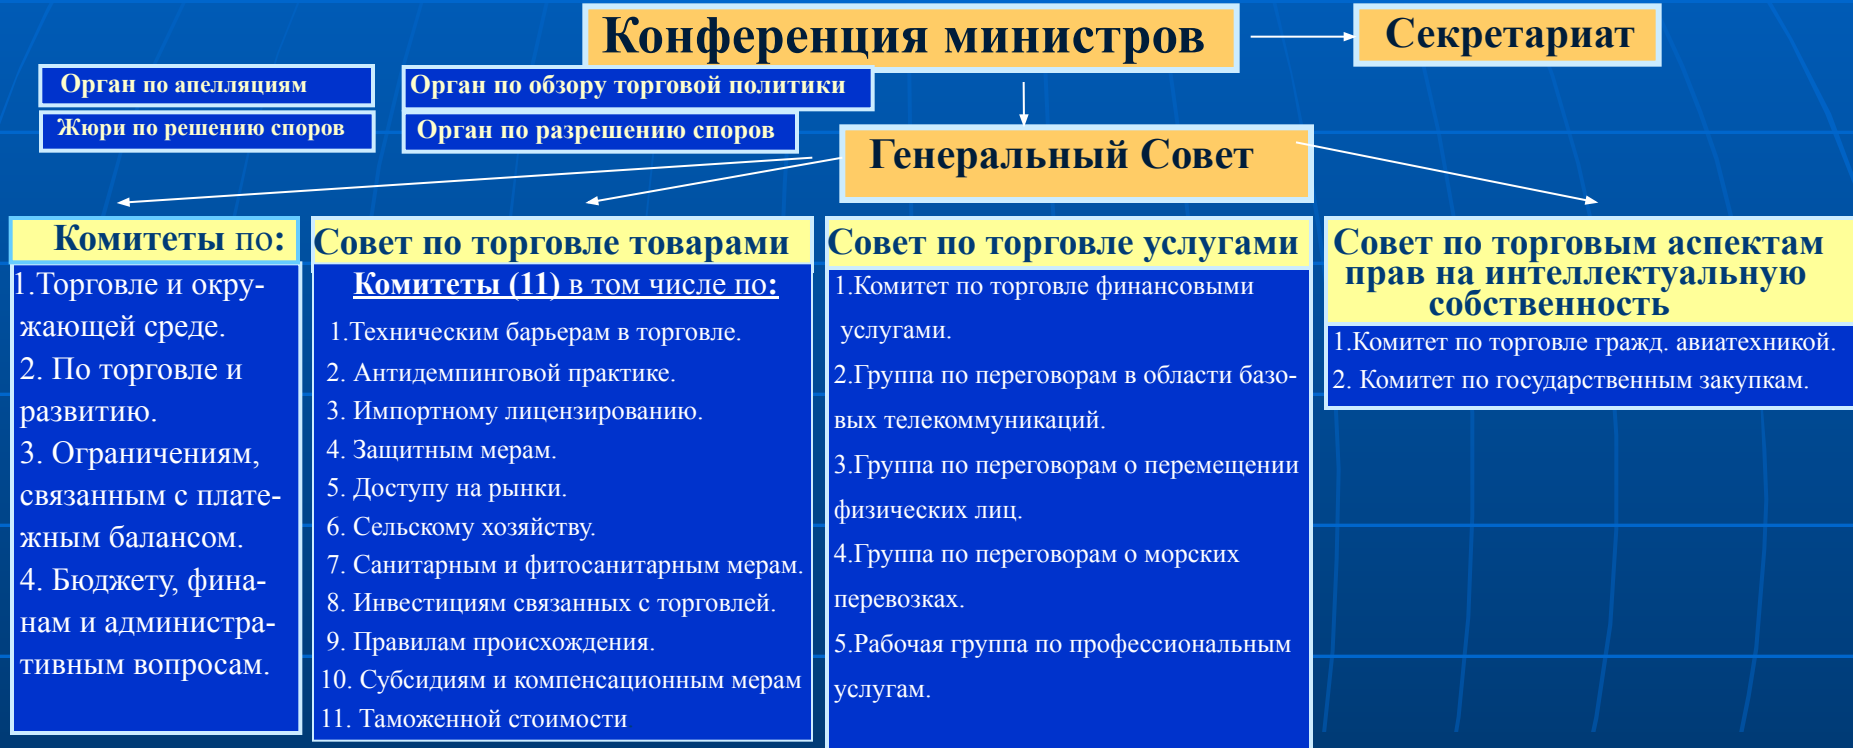 Конференция министров
Секретариат
Орган по апелляциям
Орган по обзору торговой политики
Жюри по решению споров
Орган по разрешению споров
Генеральный Совет
Комитеты по:
1.Торговле и окру-
жающей среде.
2. По торговле и
развитию.
3. Ограничениям,
связанным с плате-
жным балансом.
4. Бюджету, фина-
нам и администра-
тивным вопросам.
Совет по торговле товарами
Комитеты (11) в том числе по:
1.Техническим барьерам в торговле.
2. Антидемпинговой практике.
3. Импортному лицензированию.
4. Защитным мерам.
5. Доступу на рынки.
6. Сельскому хозяйству.
7. Санитарным и фитосанитарным мерам.
8. Инвестициям связанных с торговлей.
9. Правилам происхождения.
10. Субсидиям и компенсационным мерам
11. Таможенной стоимости
Совет по торговле услугами
1.Комитет по торговле финансовыми
услугами.
2.Группа по переговорам в области базо-
вых телекоммуникаций.
3.Группа по переговорам о перемещении
физических лиц.
4.Группа по переговорам о морских
перевозках.
5.Рабочая группа по профессиональным
услугам.
Совет по торговым аспектам
прав на интеллектуальную
собственность
1.Комитет по торговле гражд. авиатехникой.
2. Комитет по государственным закупкам.